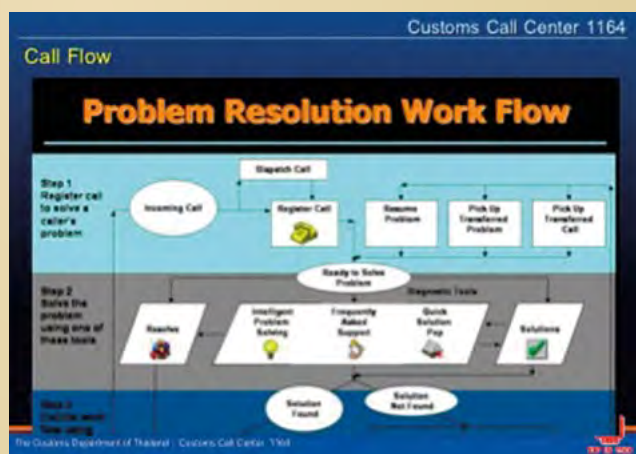 Customs Call Center 1164
Call Flow
Problem Resolution Work Flow
Step 1
Register call
to solve a
caller's
problem
Incoming Call
Dispatch Call
Register Call
Resume
Problem
Pick Up
Transferred
Problem
Pick Up
Transferred
Call
Ready to Solve
Problem
Step 2
Solve the
problem
using one of
these tools
Diagnostic Tools
Resolve
Intelligent
Problem
Solving
Frequently
Asked
Support
Quick
Solution
Pop
Solutions
Step 3
Solution
Found
Solution
Not Found
The Customs Department of Thailand : Customs Call Center 1164